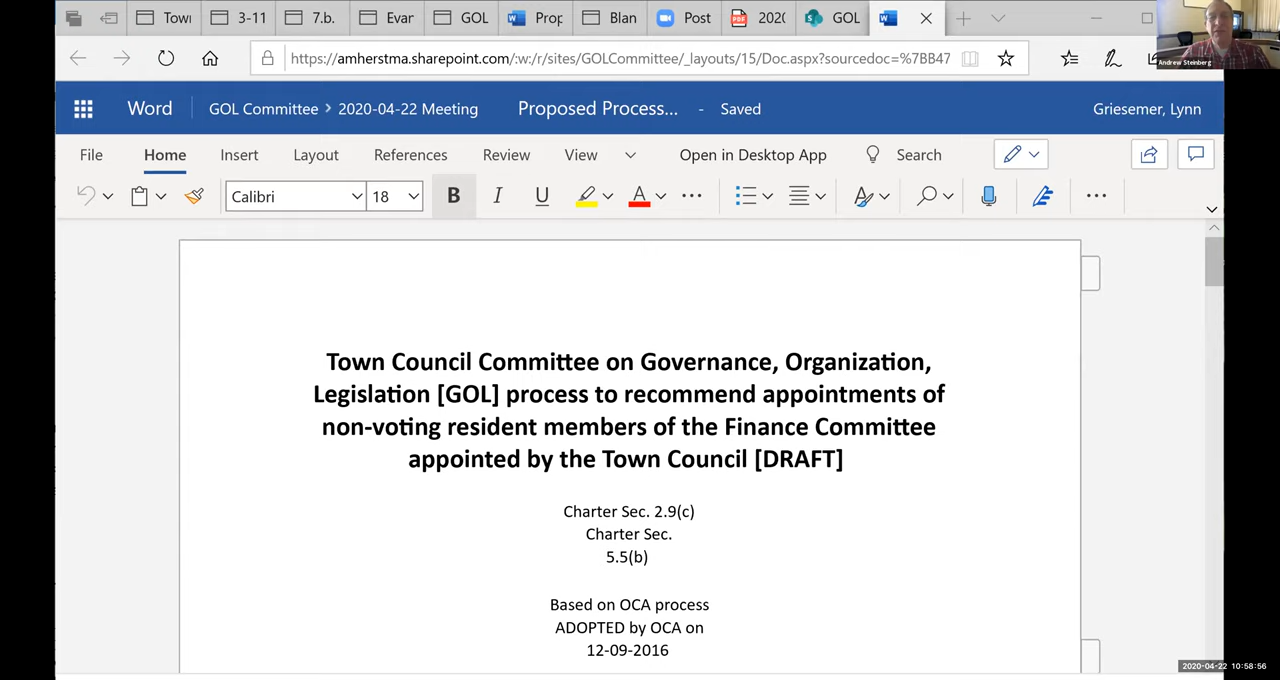 Towr
3-11
7.b.
Evar
GOL
Prop
Blan
Post
202(
GOL
https://amherstma.sharepoint.com/:w:/r/sites/GOLCommittee/_layouts/15/Doc.aspx?sourcedoc=%7BB47
Andrew Steinberg
Word
GOL Committee > 2020-04-22 Meeting
Proposed Process... - Saved
Griesemer, Lynn
File Home Insert Layout References Review View Open in Desktop App Search
Calibri 18 B I U A
Town Council Committee on Governance, Organization,
Legislation [GOL] process to recommend appointments of
non-voting resident members of the Finance Committee
appointed by the Town Council [DRAFT]
Charter Sec. 2.9(c)
Charter Sec.
5.5(b)
Based on OCA process
ADOPTED by OCA on
12-09-2016
2020-04-22 10:58:56